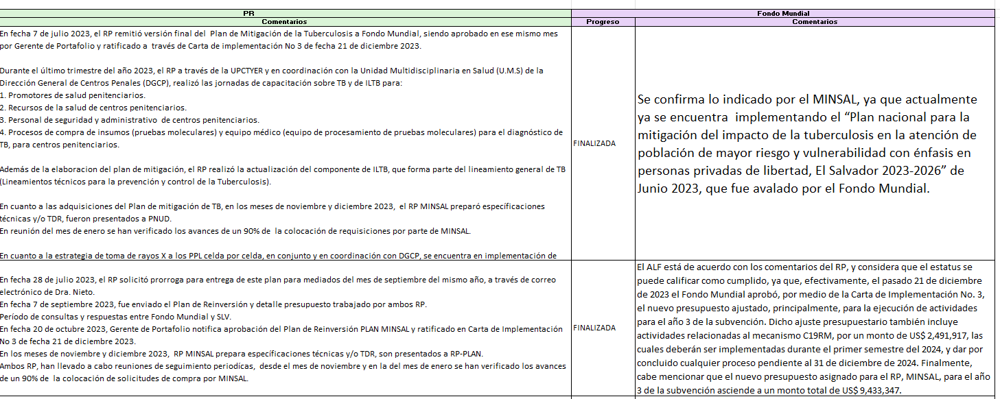 PR
Fondo Mundial
Comentarios
Progreso
Comentarios
En fecha 7 de julio 2023, el RP remitió versión final del Plan de Mitigación de la Tuberculosis a Fondo Mundial, siendo aprobado en ese mismo mes
por Gerente de Portafolio y ratificado a través de Carta de implementación No 3 de fecha 21 de diciembre 2023.
Durante el último trimestre del año 2023, el RP a través de la UPCTYER y en coordinación con la Unidad Multidisciplinaria en Salud (U.M.S) de la
Dirección General de Centros Penales (DGCP), realizó las jornadas de capacitación sobre TB y de ILTB para:
1. Promotores de salud penitenciarios.
2. Recursos de la salud de centros penitenciarios.
3. Personal de seguridad y administrativo de centros penitenciarios.
4. Procesos de compra de insumos (pruebas moleculares) y equipo médico (equipo de procesamiento de pruebas moleculares) para el diagnóstico de
TB, para centros penitenciarios.
Además de la elaboracion del plan de mitigación, el RP realizó la actualización del componente de ILTB, que forma parte del lineamiento general de TB
(Lineamientos técnicos para la prevención y control de la Tuberculosis).
En cuanto a las adquisiciones del Plan de mitigación de TB, en los meses de noviembre y diciembre 2023, el RP MINSAL preparó específicaciones
técnicas y/o TDR, fueron presentados a PNUD.
En reunión del mes de enero se han verificado los avances de un 90% de la colocación de requisiciones por parte de MINSAL.
En cuanto a la estrategia de toma de rayos X a los PPL celda por celda, en conjunto y en coordinación con DGCP, se encuentra en implementación de
FINALIZADA
Se confirma lo indicado por el MINSAL, ya que actualmente
ya se encuentra implementando el “Plan nacional para la
mitigación del impacto de la tuberculosis en la atención de
población de mayor riesgo y vulnerabilidad con énfasis en
personas privadas de libertad, El Salvador 2023-2026” de
Junio 2023, que fue avalado por el Fondo Mundial.
En fecha 28 de julio 2023, el RP solicitó prorroga para entrega de este plan para mediados del mes de septiembre del mismo año, a través de correo
electrónico de Dra. Nieto.
En fecha 7 de septiembre 2023, fue enviado el Plan de Reinversión y detalle presupuesto trabajado por ambos RP.
Período de consultas y respuestas entre Fondo Mundial y SLV.
En fecha 20 de octubre 2023, Gerente de Portafolio notifica aprobación del Plan de Reinversión PLAN MINSAL y ratificado en Carta de Implementación
No 3 de fecha 21 de diciembre 2023.
En los meses de noviembre y diciembre 2023, RP MINSAL prepara específicaciones técnicas y/o TDR, son presentados a RP-PLAN.
Ambos RP, han llevado a cabo reuniones de seguimiento periodícas, desde el mes de noviembre y en la del mes de enero se han verificado los avances
de un 90% de la colocación de solicitudes de compra por MINSAL.
FINALIZADA
El ALF está de acuerdo con los comentarios del RP, y considera que el estatus se
puede calificar como cumplido, ya que, efectivamente, el pasado 21 de diciembre
de 2023 el Fondo Mundial aprobó, por medio de la Carta de Implementación No. 3,
el nuevo presupuesto ajustado, principalmente, para la ejecución de actividades
para el año 3 de la subvención. Dicho ajuste presupuestario también incluye
actividades relacionadas al mecanismo C19RM, por un monto de US$ 2,491,917, las
cuales deberán ser implementadas durante el primer semestre del 2024, y dar por
concluido cualquier proceso pendiente al 31 de diciembre de 2024. Finalmente,
cabe mencionar que el nuevo presupuesto asignado para el RP, MINSAL, para el año
3 de la subvención asciende a un monto total de US$ 9,433,347.